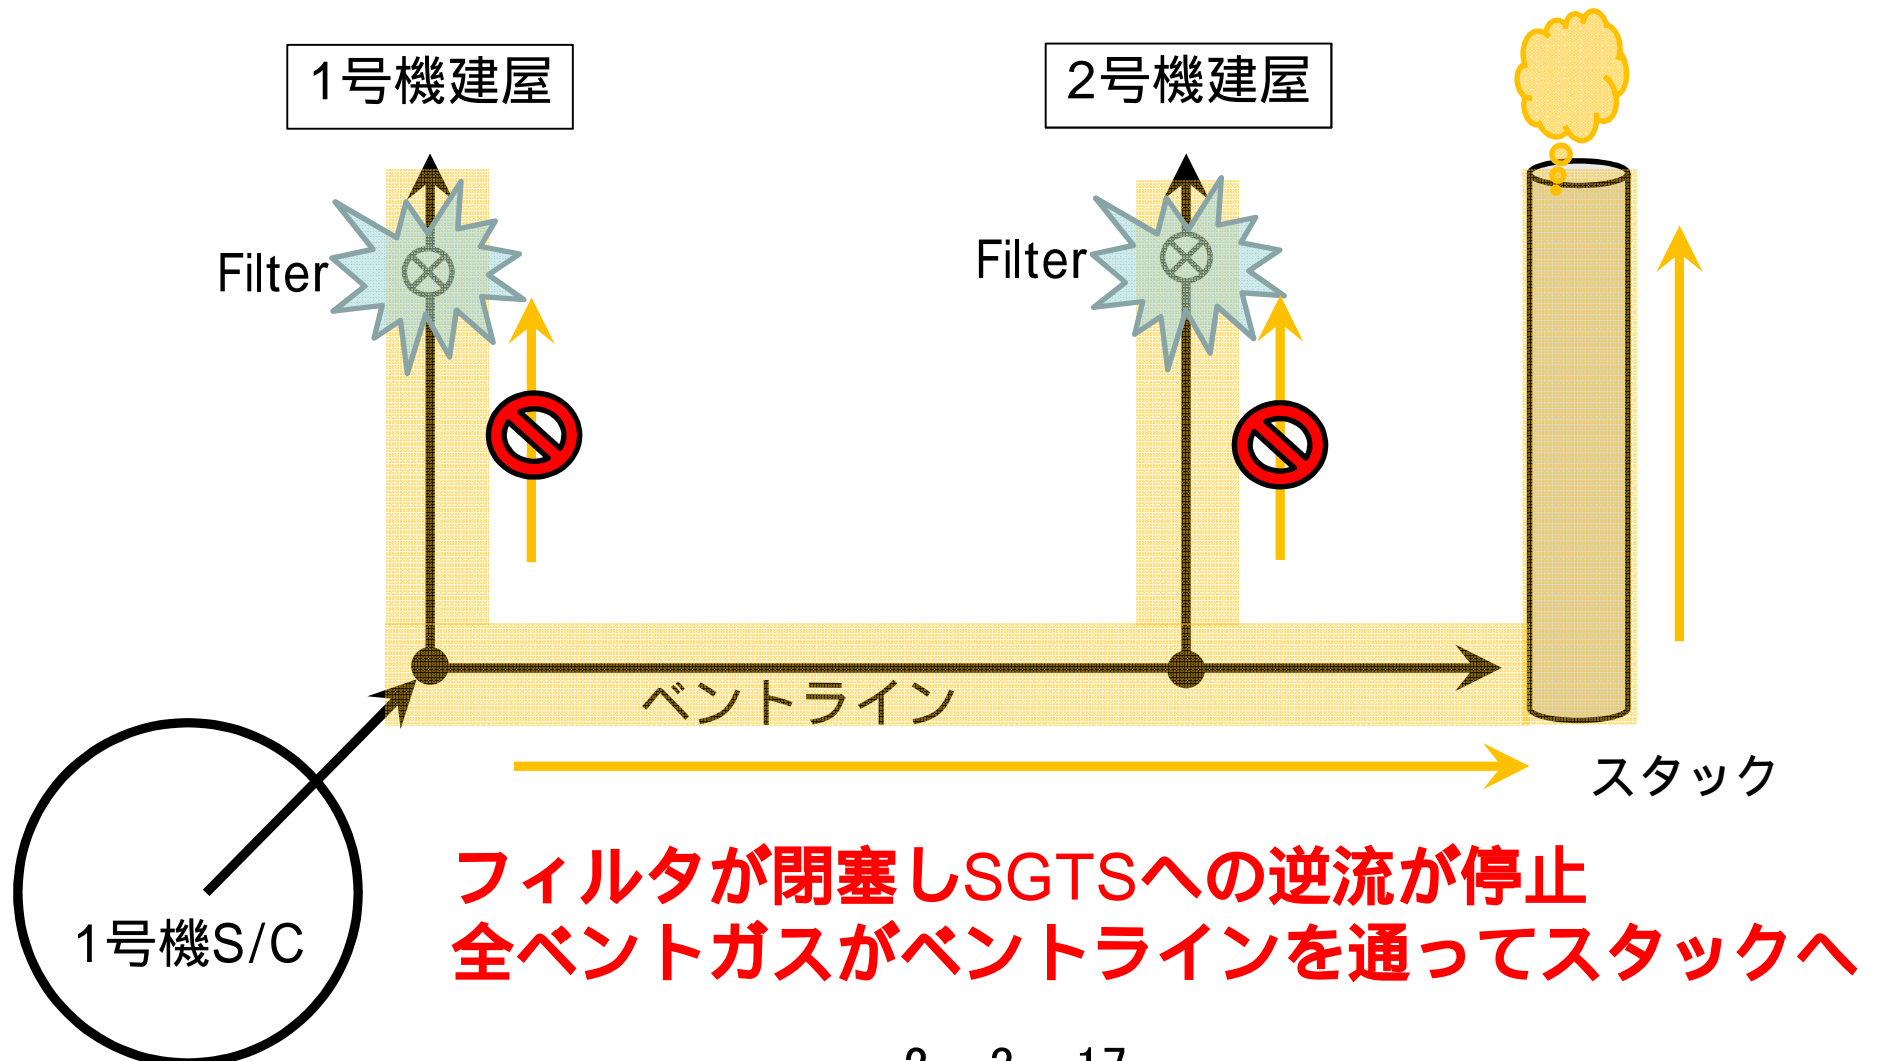 1号機建屋
2号機建屋
Filter
Filter
ベントライン
スタック
フィルタが閉塞しSGTSへの逆流が停止
全ベントガスがベントラインを通ってスタックへ
1号機S/C